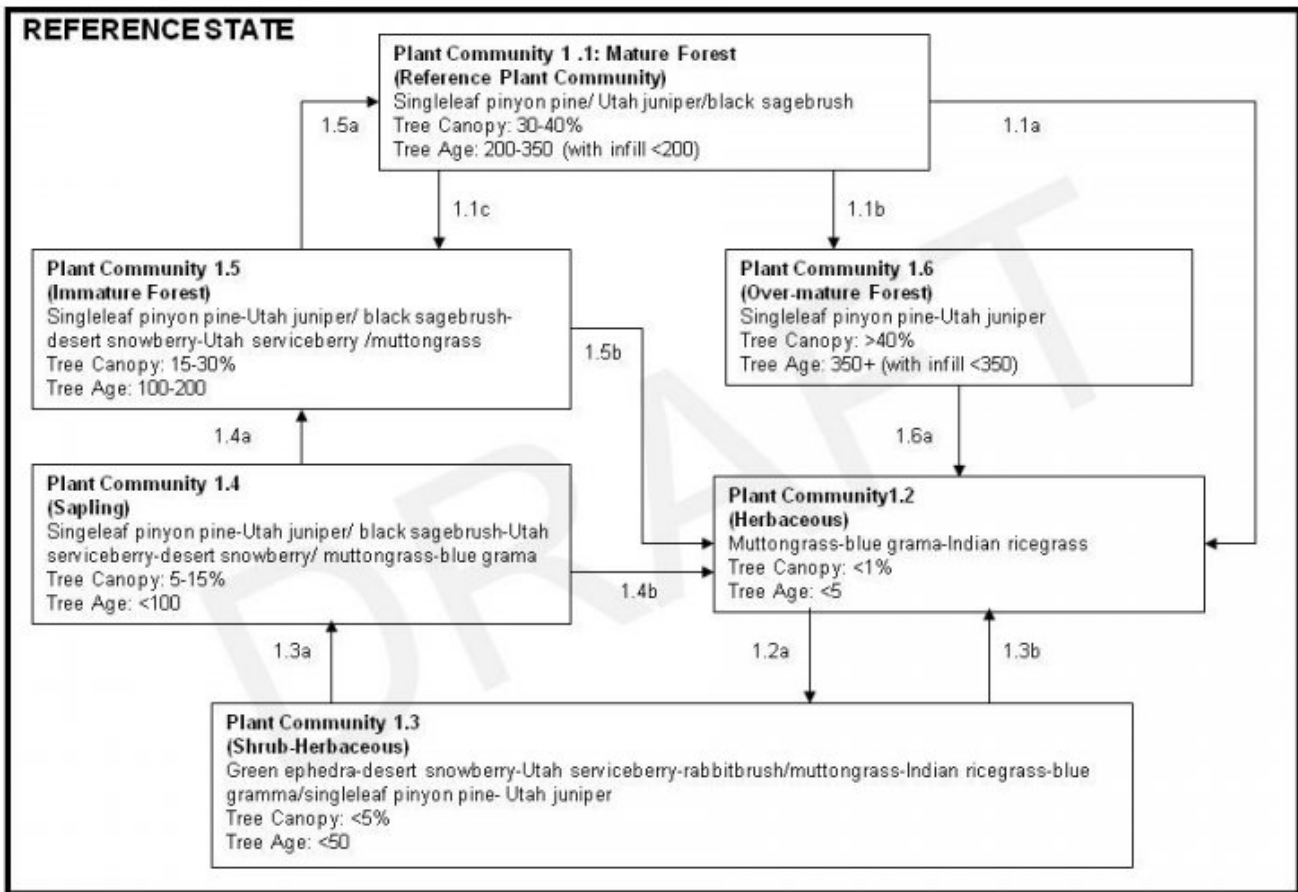 REFERENCE STATE
Plant Community 1 .1: Mature Forest
(Reference Plant Community)
Singleleaf pinyon pine/ Utah juniper/black sagebrush
Tree Canopy: 30-40%
Tree Age: 200-350 (with infill <200)
1.5a
1.1a
1.1c
1.1b
Plant Community 1.5
(Immature Forest)
Singleleaf pinyon pine-Utah juniper/ black sagebrush-
desert snowberry-Utah serviceberry /muttongrass
Tree Canopy: 15-30%
Tree Age: 100-200
1.5b
Plant Community 1.6
(Over-mature Forest)
Singleleaf pinyon pine-Utah juniper
Tree Canopy: >40%
Tree Age: 350+ (with infill <350)
1.4a
1.6a
Plant Community 1.4
(Sapling)
Singeleaf pinyon pine-Utah juniper/ black sagebrush-Utah
serviceberry-desert snowberry/ muttongrass-blue grama
Tree Canopy: 5-15%
Tree Age: <100
1.4b
Plant Community1.2
(Herbaceous)
Muttongrass-blue grama-Indian ricegrass
Tree Canopy: <1%
Tree Age: <5
1.3a
1.2a
1.3b
Plant Community 1.3
(Shrub-Herbaceous)
Green ephedra-desert snowberry-Utah serviceberry-rabbitbrush/muttongrass-Indian ricegrass-blue
gramma/singleleaf pinyon pine- Utah juniper
Tree Canopy: <5%
Tree Age: <50
DRAFT